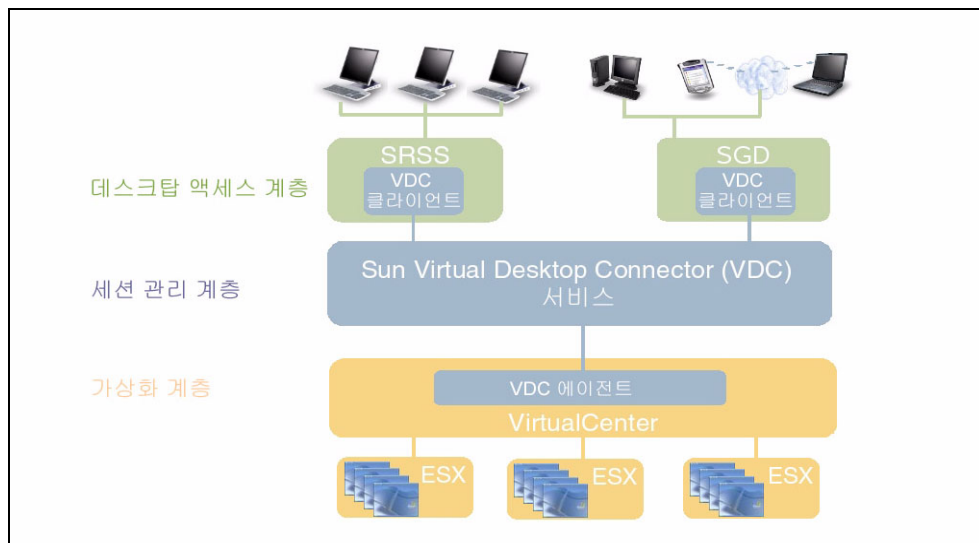 SRSS
SGD
데스크탑 액세스 계층
VDC
클라이언트
VDC
클라이언트
세션 관리 계층
Sun Virtual Desktop Connector (VDC)
서비스
가상화 계층
VDC 에이전트
VirtualCenter
ESX
ESX
ESX